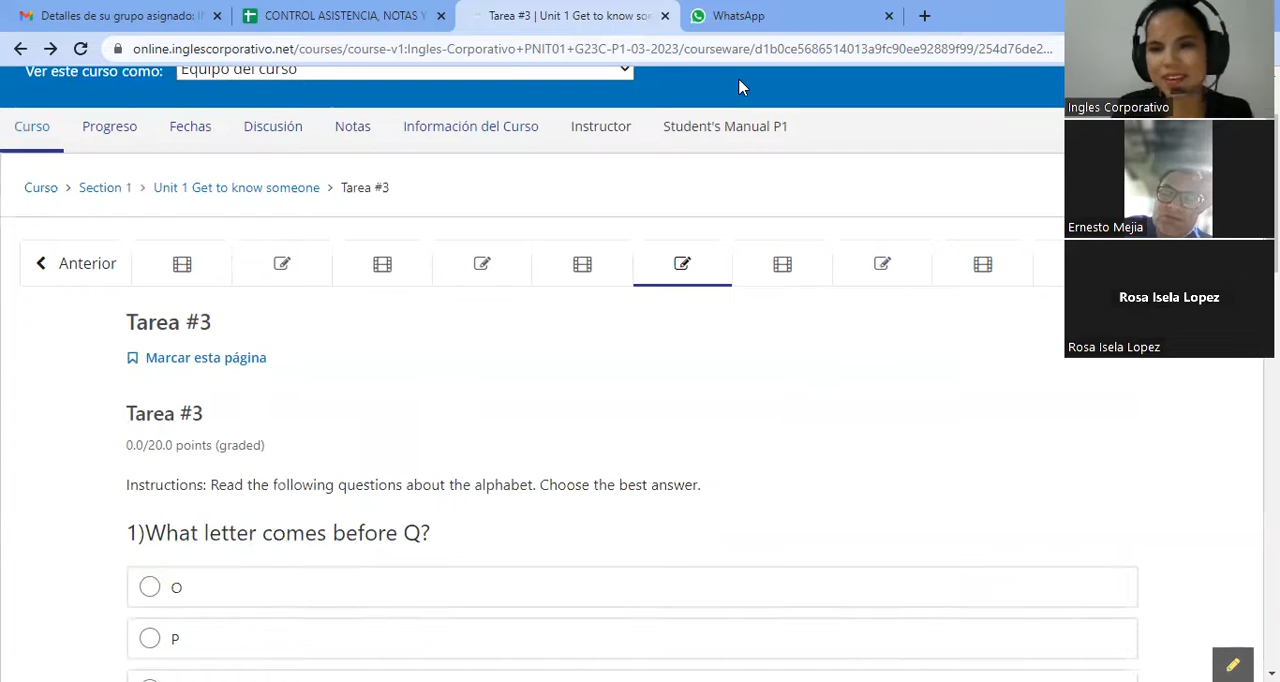 Detalles de su grupo asignado: I
CONTROL ASISTENCIA, NOTAS Y
Tarea #3 | Unit 1 Get to know so
WhatsApp
online.inglescorporativo.net/courses/course-v1:Ingles-Corporativo+PNIT01+G23C-P1-03-2023/courseware/d1b0ce5686514013a9fc90ee92889f99/254d76de2...
Ver este curso como:
Equipo del curso
Curso
Progreso
Fechas
Discusión
Notas
Información del Curso
Instructor
Student's Manual P1
Curso > Section 1 > Unit 1 Get to know someone > Tarea #3
Anterior
Tarea #3
Marcar esta página
Tarea #3
0.0/20.0 points (graded)
Instructions: Read the following questions about the alphabet. Choose the best answer.
1)What letter comes before Q?
O
P
Ingles Corporativo
Ernesto Mejia
Rosa Isela Lopez
Rosa Isela Lopez